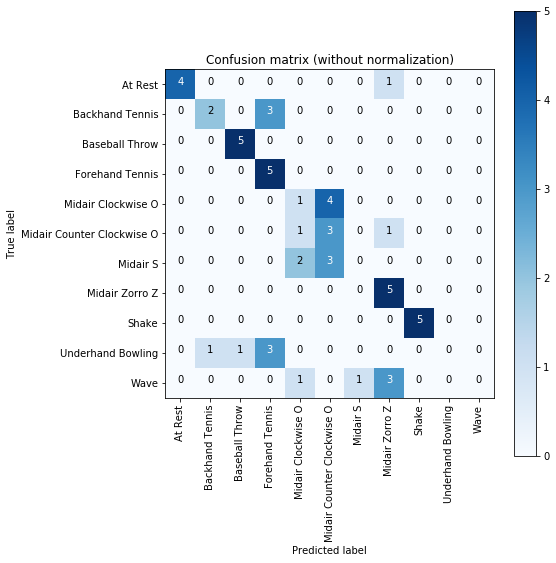 Confusion matrix (without normalization)
At Rest 4 0 0 0 0 0 0 1 0 0 0
Backhand Tennis 0 2 0 3 0 0 0 0 0 0 0
Baseball Throw 0 0 5 0 0 0 0 0 0 0 0
Forehand Tennis 0 0 0 5 0 0 0 0 0 0 0
Midair Clockwise O 0 0 0 0 1 4 0 0 0 0 0
Midair Counter Clockwise O 0 0 0 0 1 3 0 1 0 0 0
Midair S 0 0 0 0 2 3 0 0 0 0 0
Midair Zorro Z 0 0 0 0 0 0 0 5 0 0 0
Shake 0 0 0 0 0 0 0 0 5 0 0
Underhand Bowling 0 1 1 3 0 0 0 0 0 0 0
Wave 0 0 0 0 1 0 1 3 0 0 0
True label
At Rest
Backhand Tennis
Baseball Throw
Forehand Tennis
Midair Clockwise O
Midair Counter Clockwise O
Midair S
Midair Zorro Z
Shake
Underhand Bowling
Wave
Predicted label
5
4
3
2
1
0